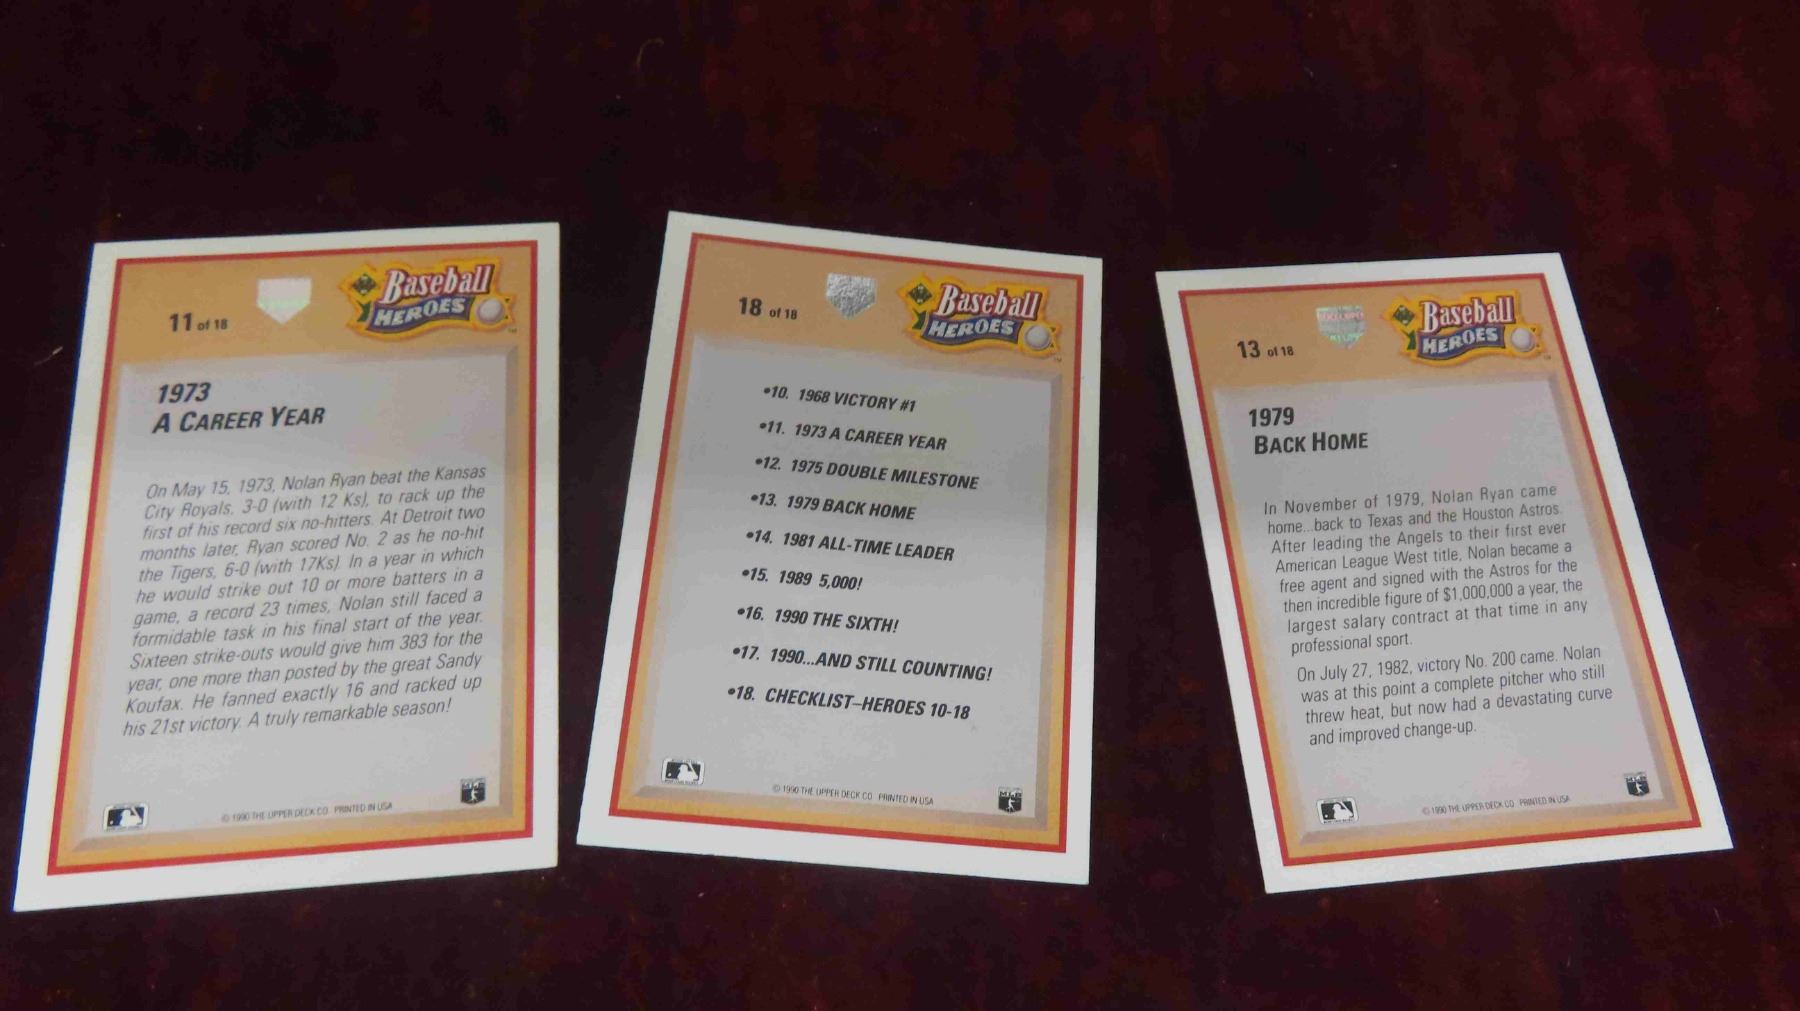 11 of 18
Baseball
HEROES
1973
A CAREER YEAR
On May 15, 1973, Nolan Ryan beat the Kansas
City Royals, 3-0 (with 12 Ks), to rack up the
first of his record six no-hitters. At Detroit two
months later, Ryan scored No. 2 as he no-hit
the Tigers, 6-0 (with 17Ks). In a year in which
he would strike out 10 or more batters in a
game, a record 23 times, Nolan still faced a
formidable task in his final start of the year.
Sixteen strike-outs would give him 383 for the
year, one more than posted by the great Sandy
Koufax. He fanned exactly 16 and racked up
his 21st victory. A truly remarkable season!
© 1990 THE UPPER DECK CO. PRINTED IN USA
18 of 18
Baseball
HEROES
TM
•10. 1968 VICTORY #1
•11. 1973 A CAREER YEAR
•12. 1975 DOUBLE MILESTONE
•13. 1979 BACK HOME
•14. 1981 ALL-TIME LEADER
•15. 1989 5,000!
•16. 1990 THE SIXTH!
•17. 1990...AND STILL COUNTING!
•18. CHECKLIST–HEROES 10-18
© 1990 THE UPPER DECK CO. PRINTED IN USA
13 of 18
Baseball
HEROES
TM
1979
BACK HOME
In November of 1979, Nolan Ryan came
home...back to Texas and the Houston Astros.
After leading the Angels to their first ever
American League West title, Nolan became a
free agent and signed with the Astros for the
then incredible figure of $1,000,000 a year, the
largest salary contract at that time in any
professional sport.
On July 27, 1982, victory No. 200 came. Nolan
was at this point a complete pitcher who still
threw heat, but now had a devastating curve
and improved change-up.
© 1990 THE UPPER DECK CO. PRINTED IN USA